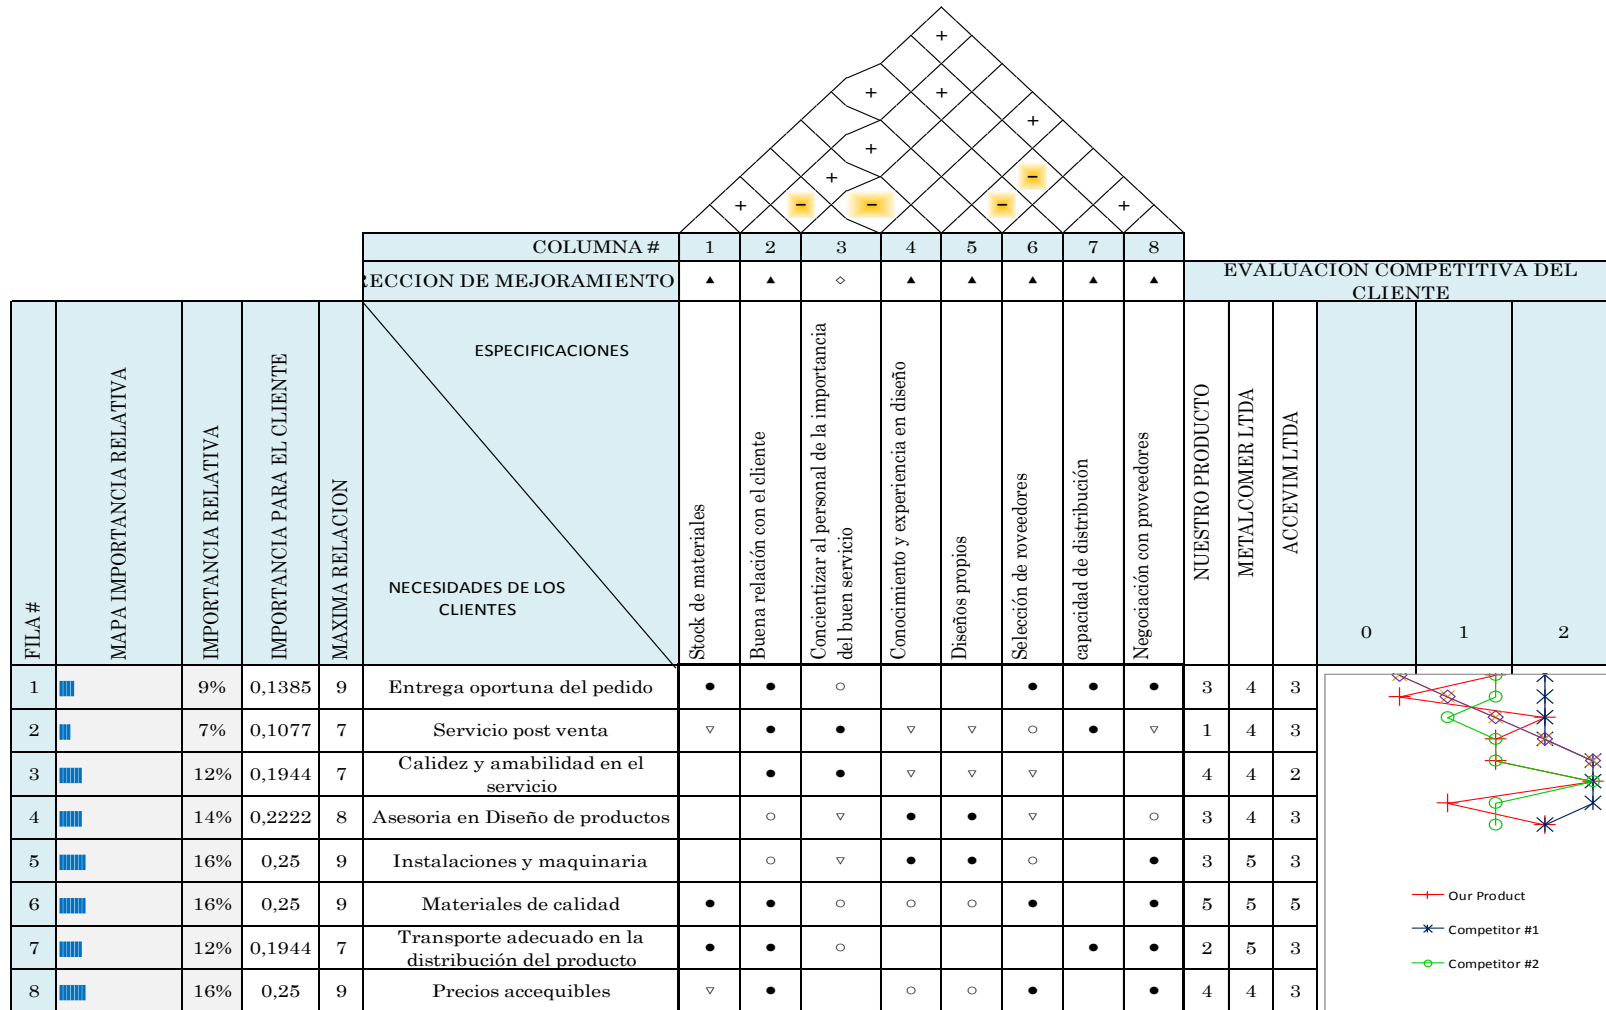 +
+ +
+
+
+ −
+ − − − +
COLUMNA # 1 2 3 4 5 6 7 8
RECCION DE MEJORAMIENTO ▲ ▲ ◇ ▲ ▲ ▲ ▲ ▲
EVALUACION COMPETITIVA DEL
CLIENTE
FILA #
MAPA IMPORTANCIA RELATIVA
IMPORTANCIA RELATIVA
IMPORTANCIA PARA EL CLIENTE
MAXIMA RELACION
ESPECIFICACIONES
NECESIDADES DE LOS
CLIENTES
Stock de materiales
Buena relación con el cliente
Concientizar al personal de la importancia
del buen servicio
Conocimiento y experiencia en diseño
Diseños propios
Selección de roveedores
capacidad de distribución
Negociación con proveedores
NUESTRO PRODUCTO
METALCOMER LTDA
ACCEVIM LTDA
0 1 2
1 9% 0,1385 9 Entrega oportuna del pedido ● ● ○ ● ● ● 3 4 3
2 7% 0,1077 7 Servicio post venta ▽ ● ● ▽ ▽ ○ ● ▽ 1 4 3
3 12% 0,1944 7 Calidez y amabilidad en el
servicio ● ● ▽ ▽ ▽ 4 4 2
4 14% 0,2222 8 Asesoria en Diseño de productos ○ ▽ ● ● ▽ ○ 3 4 3
5 16% 0,25 9 Instalaciones y maquinaria ○ ▽ ● ● ○ ● 3 5 3
6 16% 0,25 9 Materiales de calidad ● ● ○ ○ ○ ● ● 5 5 5
7 12% 0,1944 7 Transporte adecuado en la
distribución del producto ● ● ○ ● ● 2 5 3
8 16% 0,25 9 Precios accequibles ▽ ● ○ ○ ● ● 4 4 3
Our Product
Competitor #1
Competitor #2